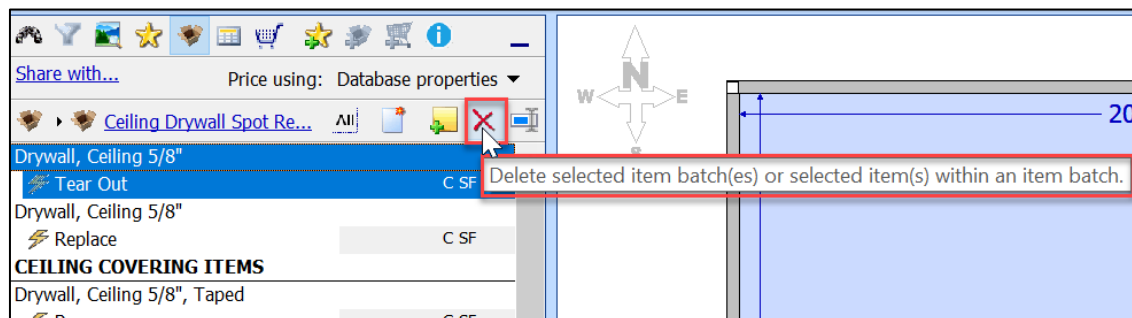 Share with...
Price using: Database properties
Ceiling Drywall Spot Re... All
Drywall, Ceiling 5/8"
Tear Out C SF
Drywall, Ceiling 5/8"
Replace C SF
CEILING COVERING ITEMS
Drywall, Ceiling 5/8", Taped
N
W E
S
20
Delete selected item batch(es) or selected item(s) within an item batch.